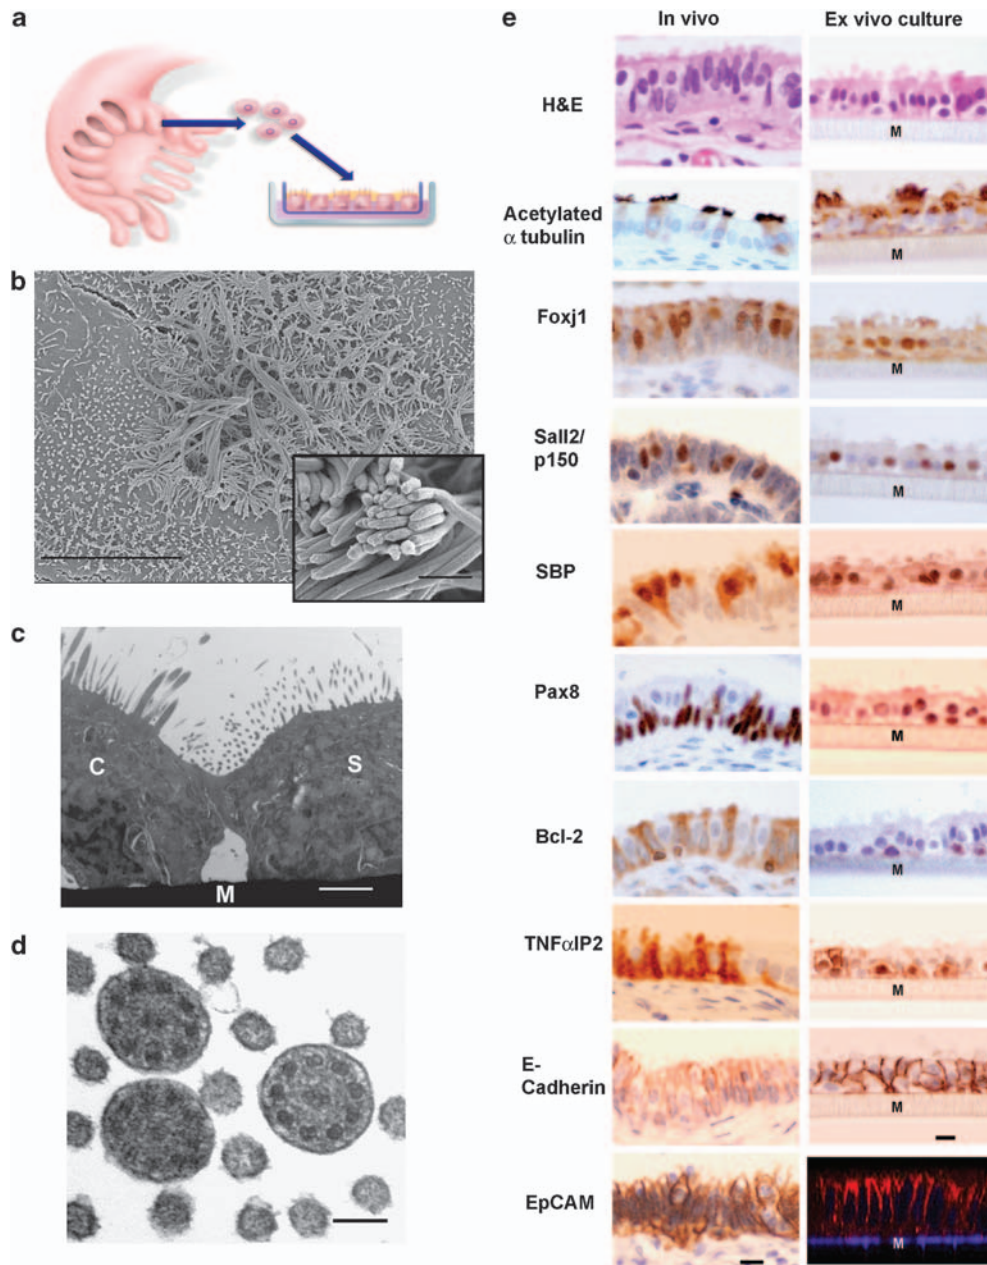 a
b
C
S
M
c
d
e
In vivo
Ex vivo culture
H&E
M
Acetylated
α tubulin
M
Foxj1
M
Sall2/
p150
M
SBP
M
Pax8
M
Bcl-2
M
TNFαIP2
M
E-
Cadherin
M
EpCAM
M